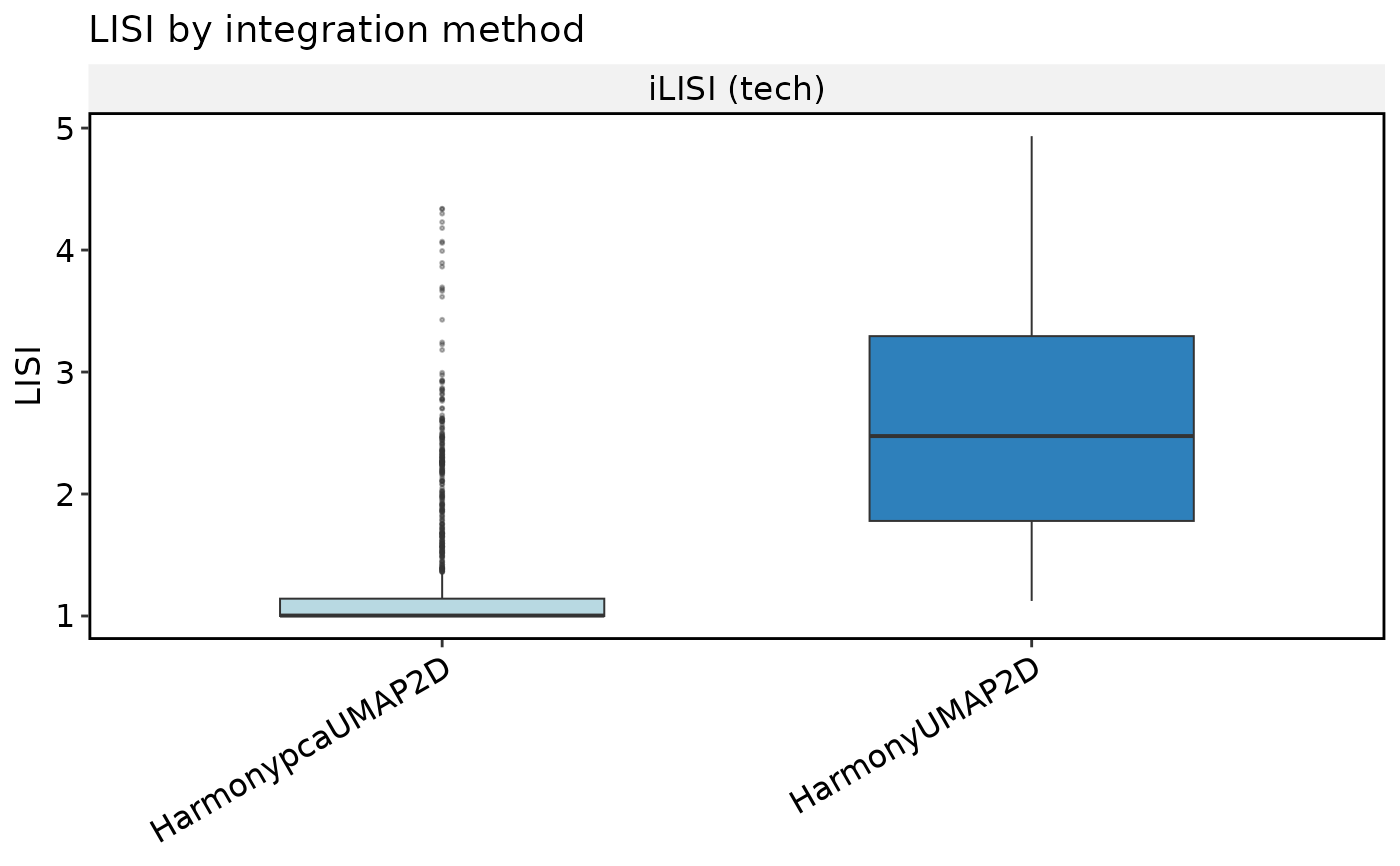 LISI by integration method
iLISI (tech)
5
4
3
2
1
LISI
HarmonypcaUMAP2D
HarmonyUMAP2D